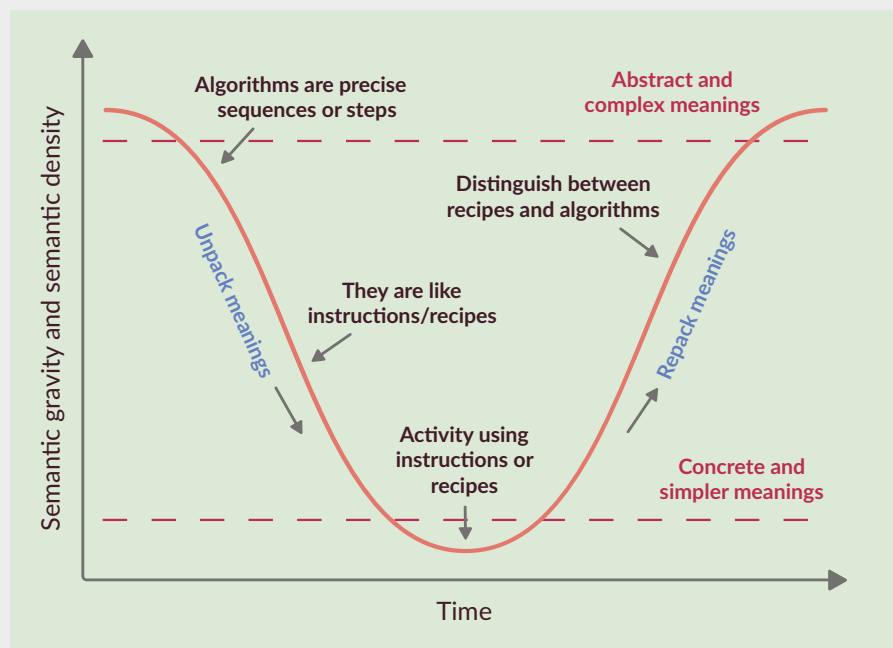 Semantic gravity and semantic density
Algorithms are precise
sequences or steps
Abstract and
complex meanings
Distinguish between
recipes and algorithms
Unpack meanings
They are like
instructions/recipes
Repack meanings
Activity using
instructions or
recipes
Concrete and
simpler meanings
Time